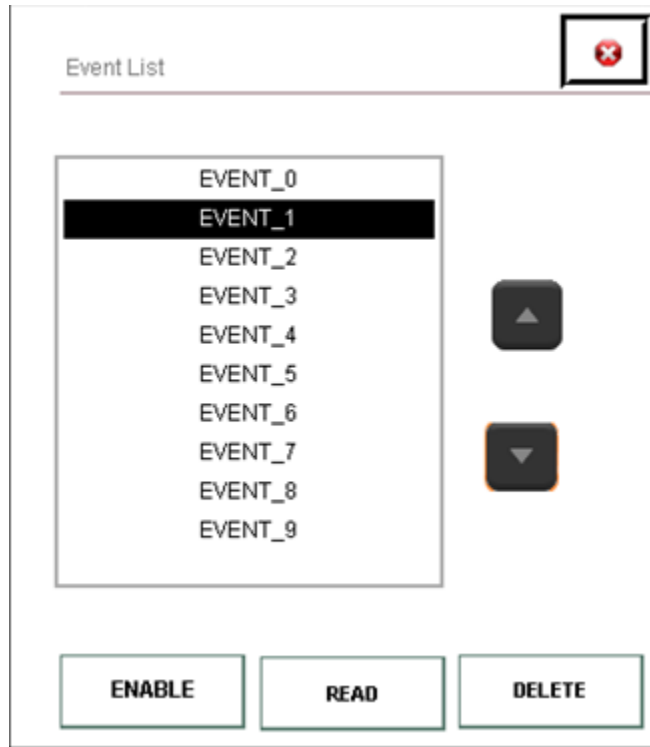 Event List
EVENT_0
EVENT_1
EVENT_2
EVENT_3
EVENT_4
EVENT_5
EVENT_6
EVENT_7
EVENT_8
EVENT_9
ENABLE
READ
DELETE